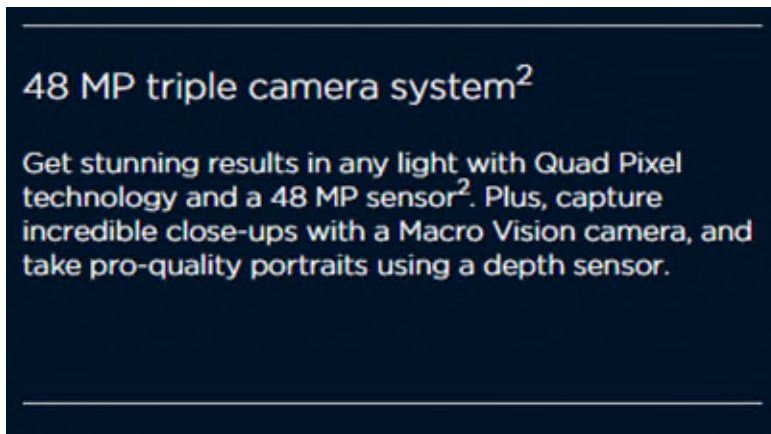 48 MP triple camera system²
Get stunning results in any light with Quad Pixel
technology and a 48 MP sensor². Plus, capture
incredible close-ups with a Macro Vision camera, and
take pro-quality portraits using a depth sensor.